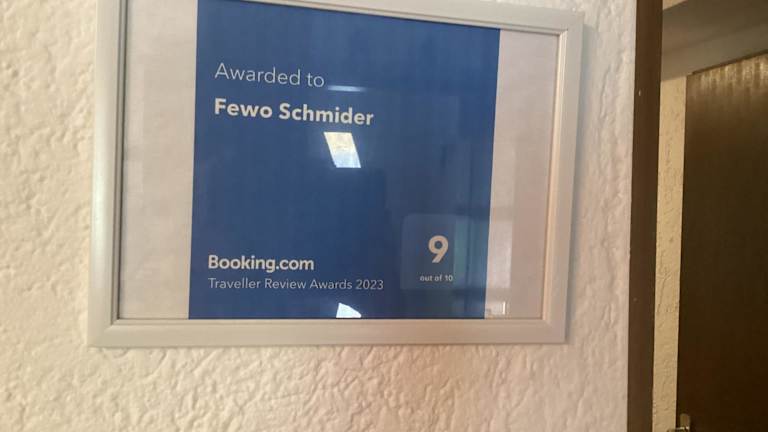 Awarded to
Fewo Schmider
9
out of 10
Booking.com
Traveller Review Awards 2023